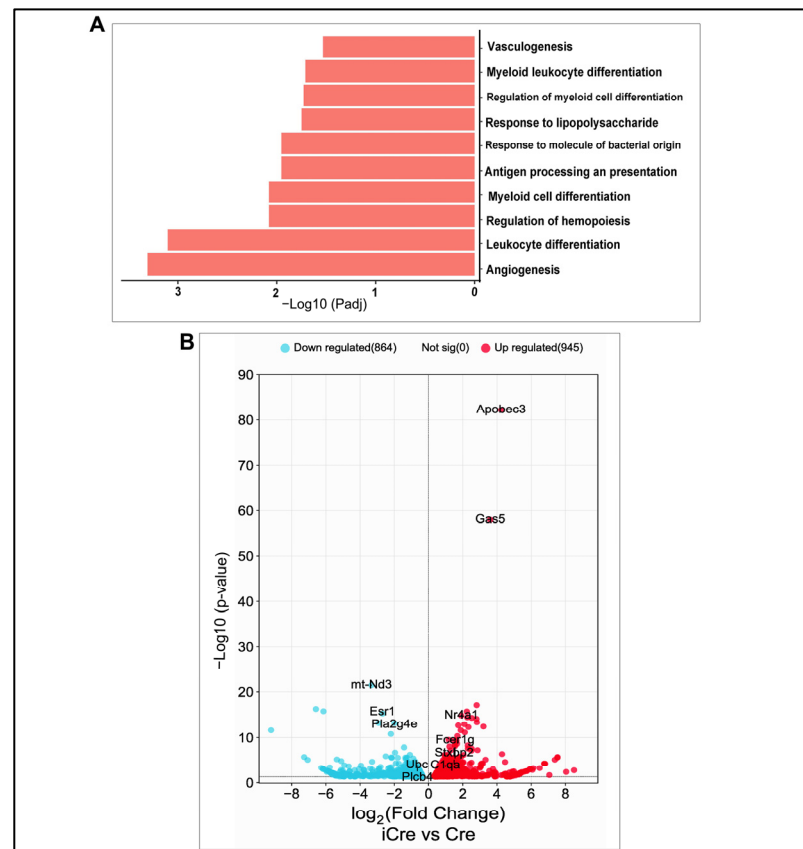 A
Vasculogenesis
Myeloid leukocyte differentiation
Regulation of myeloid cell differentiation
Response to lipopolysaccharide
Response to molecule of bacterial origin
Antigen processing an presentation
Myeloid cell differentiation
Regulation of hemopoiesis
Leukocyte differentiation
Angiogenesis
3 2 1 0
−Log10 (Padj)
B
Down regulated(864) Not sig(0) Up regulated(945)
90
80
70
60
50
40
30
20
10
0
−Log10 (p-value)
Apobec3
Gas5
mt-Nd3
Esr1
Nr4a1
Pla2g4e
Fcer1g
Stxbp2
Ubc C1qb
Plcb4
−8 −6 −4 −2 0 2 4 6 8
log2(Fold Change)
iCre vs Cre